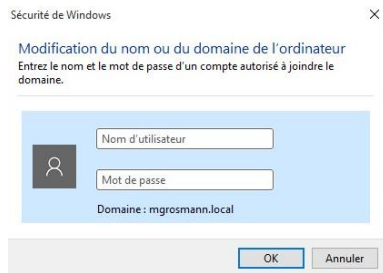 Sécurité de Windows
Modification du nom ou du domaine de l'ordinateur
Entrez le nom et le mot de passe d'un compte autorisé à joindre le
domaine.
Nom d'utilisateur
Mot de passe
Domaine : mgrosmann.local
OK Annuler